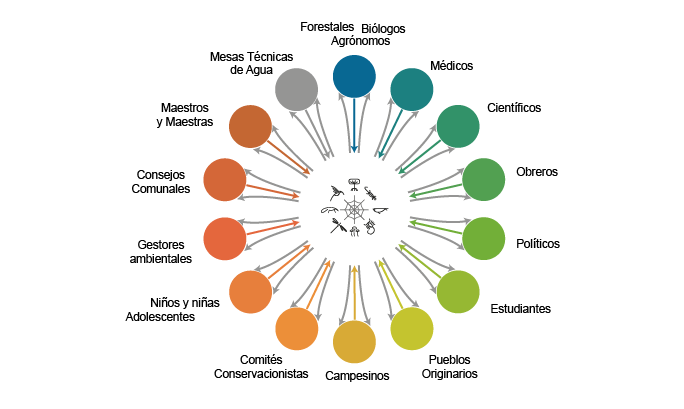 Forestales Biólogos
Agrónomos
Médicos
Científicos
Obreros
Políticos
Estudiantes
Pueblos
Originarios
Campesinos
Comités
Conservacionistas
Niños y niñas
Adolescentes
Gestores
ambientales
Consejos
Comunales
Maestros
y Maestras
Mesas Técnicas
de Agua